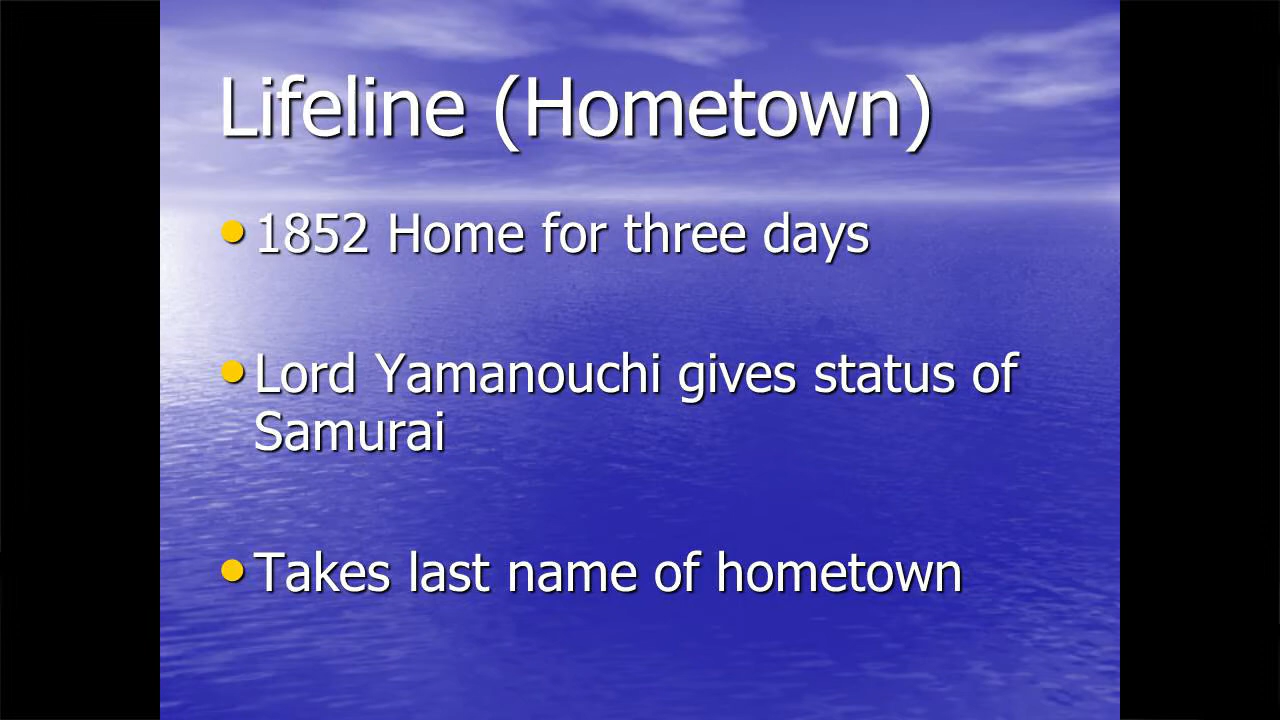 Lifeline (Hometown)
• 1852 Home for three days
• Lord Yamanouchi gives status of
Samurai
• Takes last name of hometown